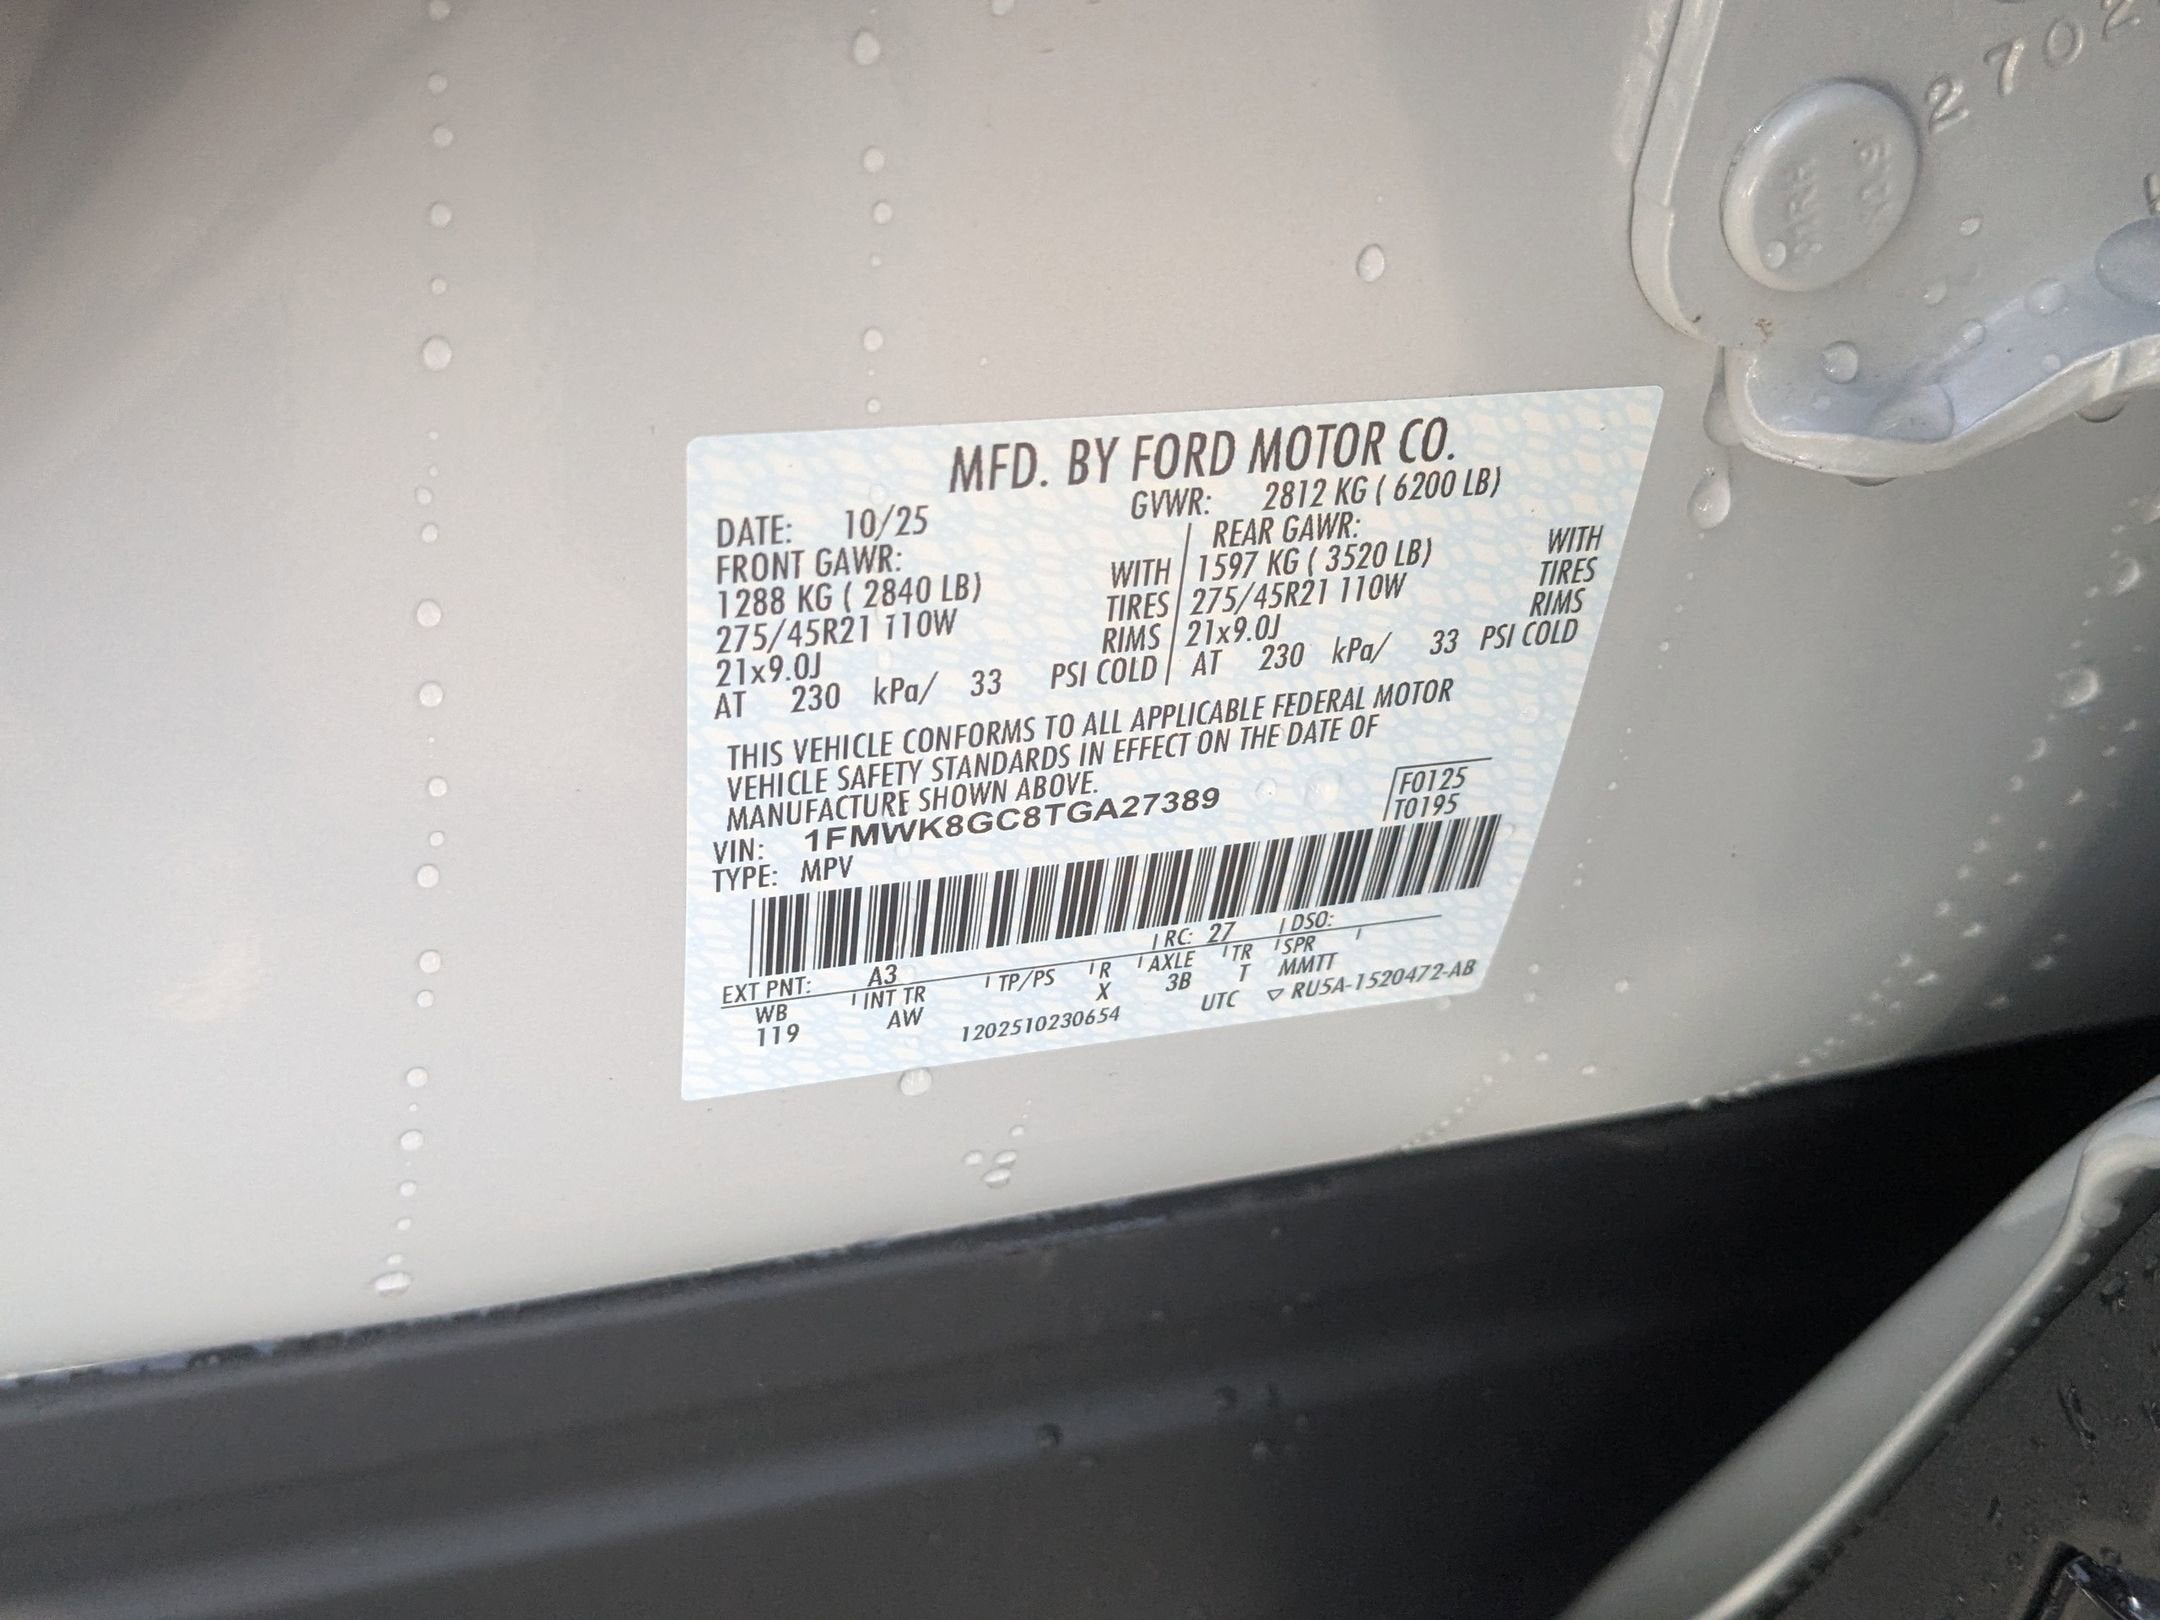 2702
MFD. BY FORD MOTOR CO.
DATE: 10/25 GVWR: 2812 KG ( 6200 LB)
FRONT GAWR: REAR GAWR:
1288 KG ( 2840 LB) WITH 1597 KG ( 3520 LB) WITH
275/45R21 110W TIRES 275/45R21 110W TIRES
21x9.0J RIMS 21x9.0J RIMS
AT 230 kPa/ 33 PSI COLD AT 230 kPa/ 33 PSI COLD
THIS VEHICLE CONFORMS TO ALL APPLICABLE FEDERAL MOTOR
VEHICLE SAFETY STANDARDS IN EFFECT ON THE DATE OF
MANUFACTURE SHOWN ABOVE.
VIN: 1FMWK8GC8TGA27389 F0125
TYPE: MPV T0195
RC: 27 DSO:
EXT PNT: A3
WB INT TR TP/PS R AXLE TR SPR
119 AW X 3B T MMTT
1202510230654 UTC ▽ RU5A-1520472-AB